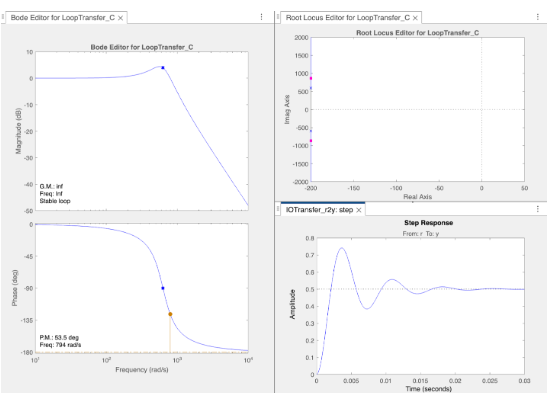 Bode Editor for LoopTransfer_C ×
Root Locus Editor for LoopTransfer_C ×
Bode Editor for LoopTransfer_C
10
0
-10
-20
-30
-40
-50
Magnitude (dB)
G.M.: Inf
Freq: Inf
Stable loop
0
-45
-90
-135
-180
Phase (deg)
P.M.: 53.5 deg
Freq: 794 rad/s
10¹
10²
10³
10⁴
Frequency (rad/s)
Root Locus Editor for LoopTransfer_C
2000
1500
1000
500
0
-500
-1000
-1500
-2000
Imag Axis
-200
-150
-100
-50
0
50
Real Axis
IOTransfer_r2y: step ×
Step Response
From: r To: y
0.8
0.7
0.6
0.5
0.4
0.3
0.2
0.1
0
Amplitude
0
0.005
0.01
0.015
0.02
0.025
0.03
Time (seconds)